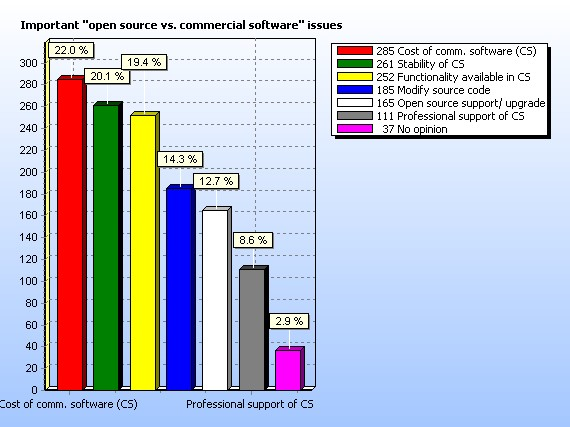 Important "open source vs. commercial software" issues
285 Cost of comm. software (CS)
261 Stability of CS
252 Functionality available in CS
185 Modify source code
165 Open source support/ upgrade
111 Professional support of CS
37 No opinion
22.0 %
20.1 %
19.4 %
14.3 %
12.7 %
8.6 %
2.9 %
300
280
260
240
220
200
180
160
140
120
100
80
60
40
20
0
Cost of comm. software (CS)
Professional support of CS